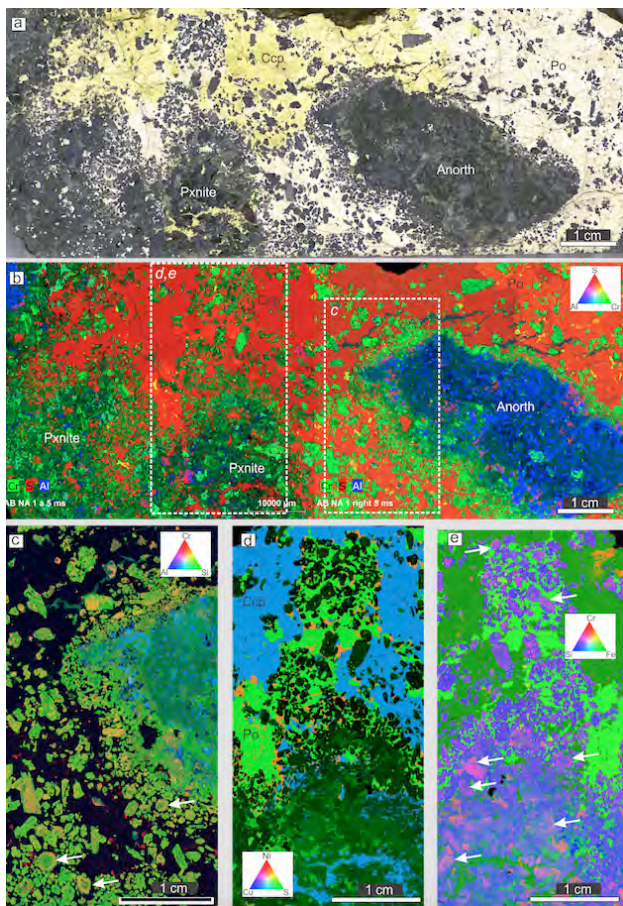 a
Ccp
Po
Pxnite
Anorth
1 cm
b
d,e
Ccp
Po
S
Al
Cr
c
Pxnite
Anorth
Pxnite
Cr S Al
AB NA 1 a 5 ms
10000 µm
Cr S Al
AB NA 1 right 8 ms
1 cm
c
Cr
Al
Si
1 cm
d
Po
Ni
Cu
S
1 cm
e
Cr
Si
Fe
1 cm